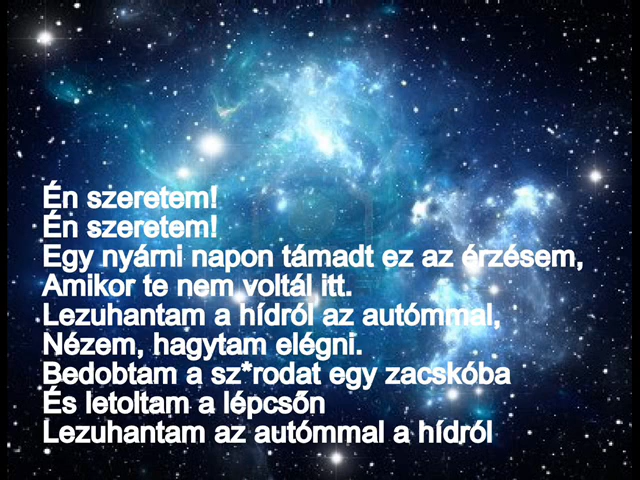 Én szeretem!
Én szeretem!
Egy nyárni napon támadt ez az érzésem,
Amikor te nem voltál itt.
Lezuhantam a hídról az autómmal,
Nézem, hagytam elégni.
Bedobtam a sz*rodat egy zacskóba
És letoltam a lépcsőn
Lezuhantam az autómmal a hídról